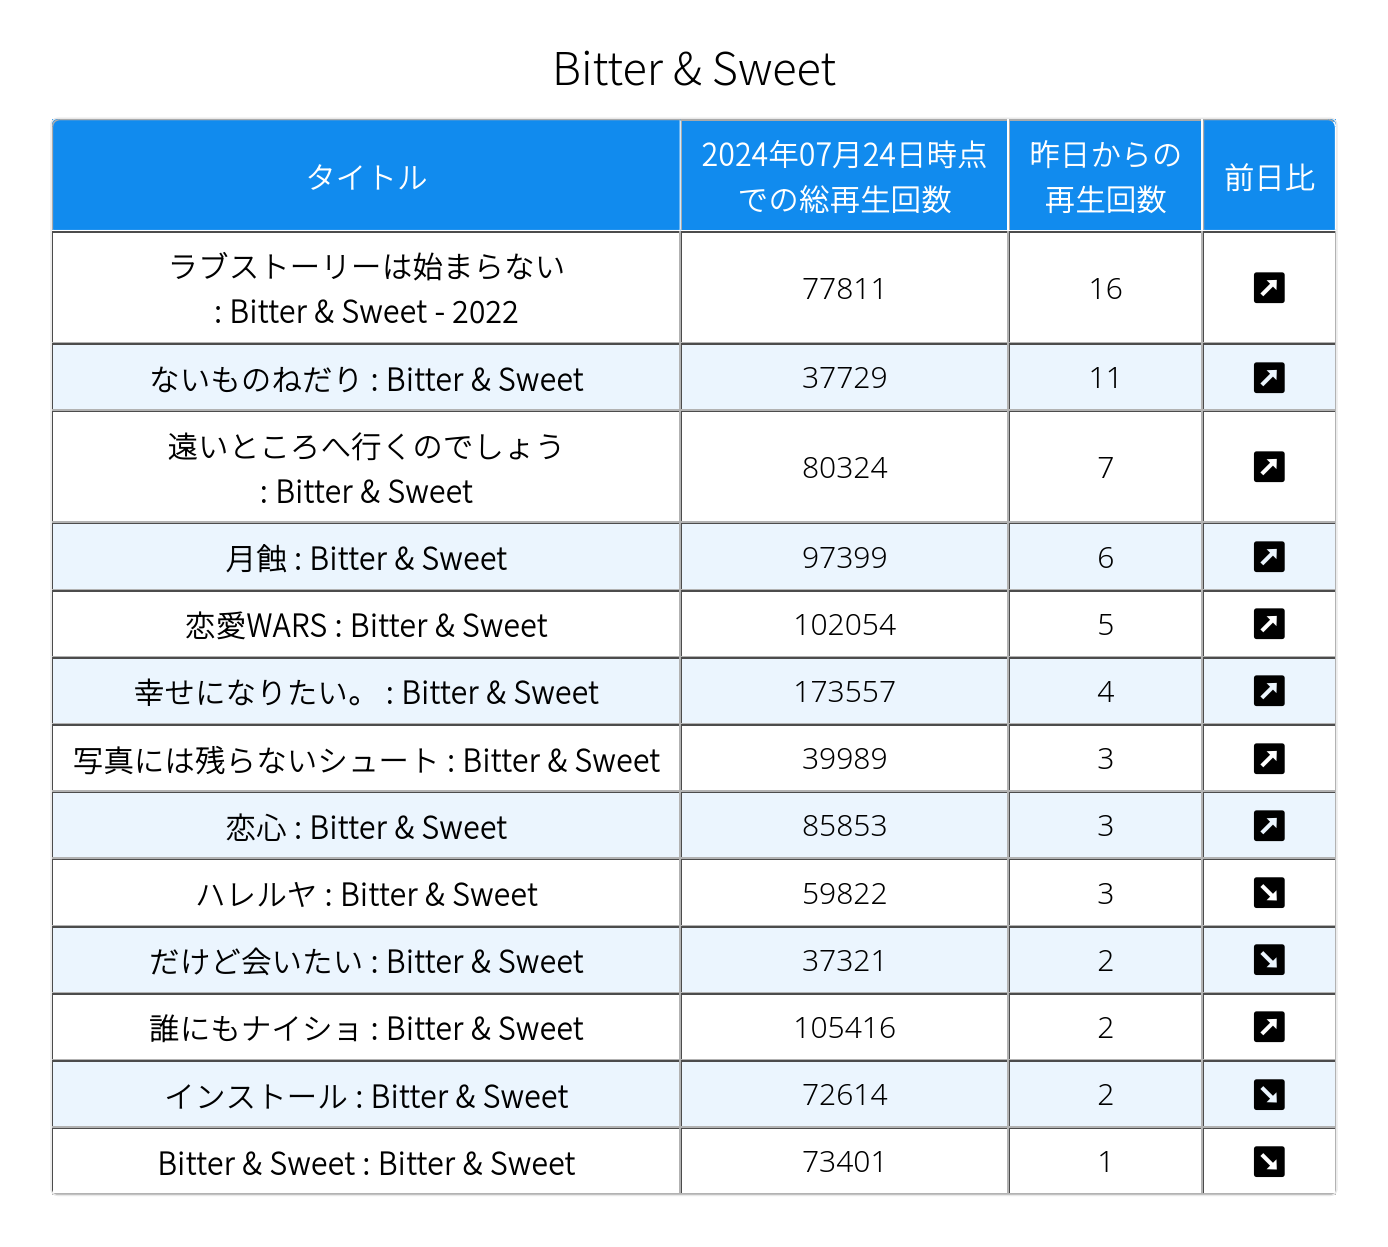 Bitter & Sweet
タイトル
2024年07月24日時点
での総再生回数
昨日からの
再生回数
前日比
ラブストーリーは始まらない
: Bitter & Sweet - 2022
77811
16
ないものねだり : Bitter & Sweet
37729
11
遠いところへ行くのでしょう
: Bitter & Sweet
80324
7
月蝕 : Bitter & Sweet
97399
6
恋愛WARS : Bitter & Sweet
102054
5
幸せになりたい。 : Bitter & Sweet
173557
4
写真には残らないシュート : Bitter & Sweet
39989
3
恋心 : Bitter & Sweet
85853
3
ハレルヤ : Bitter & Sweet
59822
3
だけど会いたい : Bitter & Sweet
37321
2
誰にもナイショ : Bitter & Sweet
105416
2
インストール : Bitter & Sweet
72614
2
Bitter & Sweet : Bitter & Sweet
73401
1